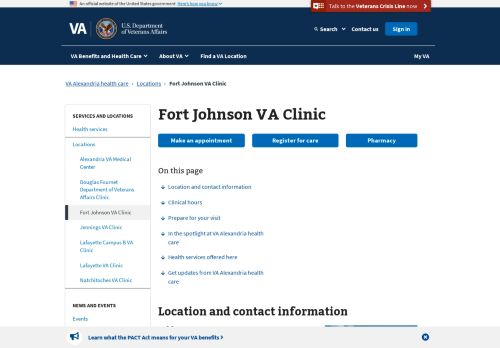 An official website of the United States government Here's how you know
Talk to the Veterans Crisis Line now
VA
U.S. Department of Veterans Affairs
Search
Contact us
Sign in
VA Benefits and Health Care
About VA
Find a VA Location
My VA
VA Alexandria health care › Locations › Fort Johnson VA Clinic
SERVICES AND LOCATIONS
Health services
Locations
Alexandria VA Medical
Center
Douglas Fournet
Department of Veterans
Affairs Clinic
Fort Johnson VA Clinic
Jennings VA Clinic
Lafayette Campus B VA
Clinic
Lafayette VA Clinic
Natchitoches VA Clinic
NEWS AND EVENTS
Events
Fort Johnson VA Clinic
Make an appointment
Register for care
Pharmacy
On this page
Location and contact information
Clinical hours
Prepare for your visit
In the spotlight at VA Alexandria health
care
Health services offered here
Get updates from VA Alexandria health
care
Location and contact information
Learn what the PACT Act means for your VA benefits